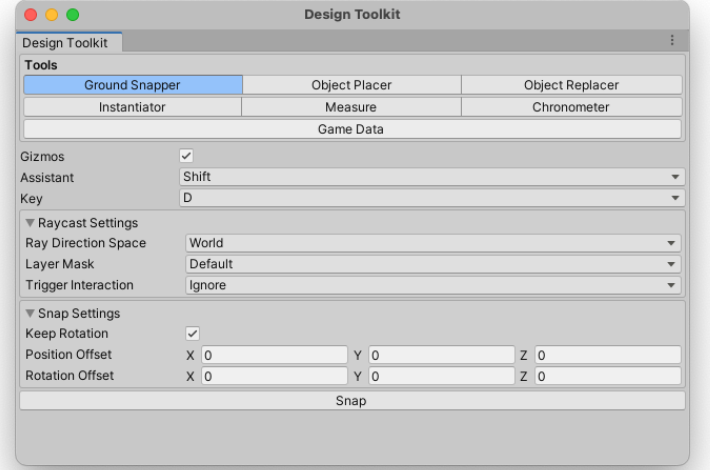 Design Toolkit
Design Toolkit
Tools
Ground Snapper Object Placer Object Replacer
Instantiator Measure Chronometer
Game Data
Gizmos
Assistant Shift
Key D
Raycast Settings
Ray Direction Space World
Layer Mask Default
Trigger Interaction Ignore
Snap Settings
Keep Rotation
Position Offset X 0 Y 0 Z 0
Rotation Offset X 0 Y 0 Z 0
Snap